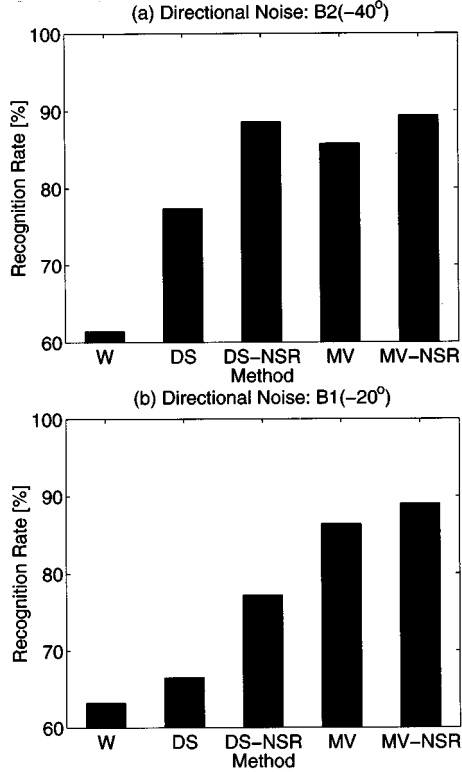 (a) Directional Noise: B2(−40°)
100
90
80
70
60
Recognition Rate [%]
W DS DS−NSR MV MV−NSR
Method
(b) Directional Noise: B1(−20°)
100
90
80
70
60
Recognition Rate [%]
W DS DS−NSR MV MV−NSR
Method